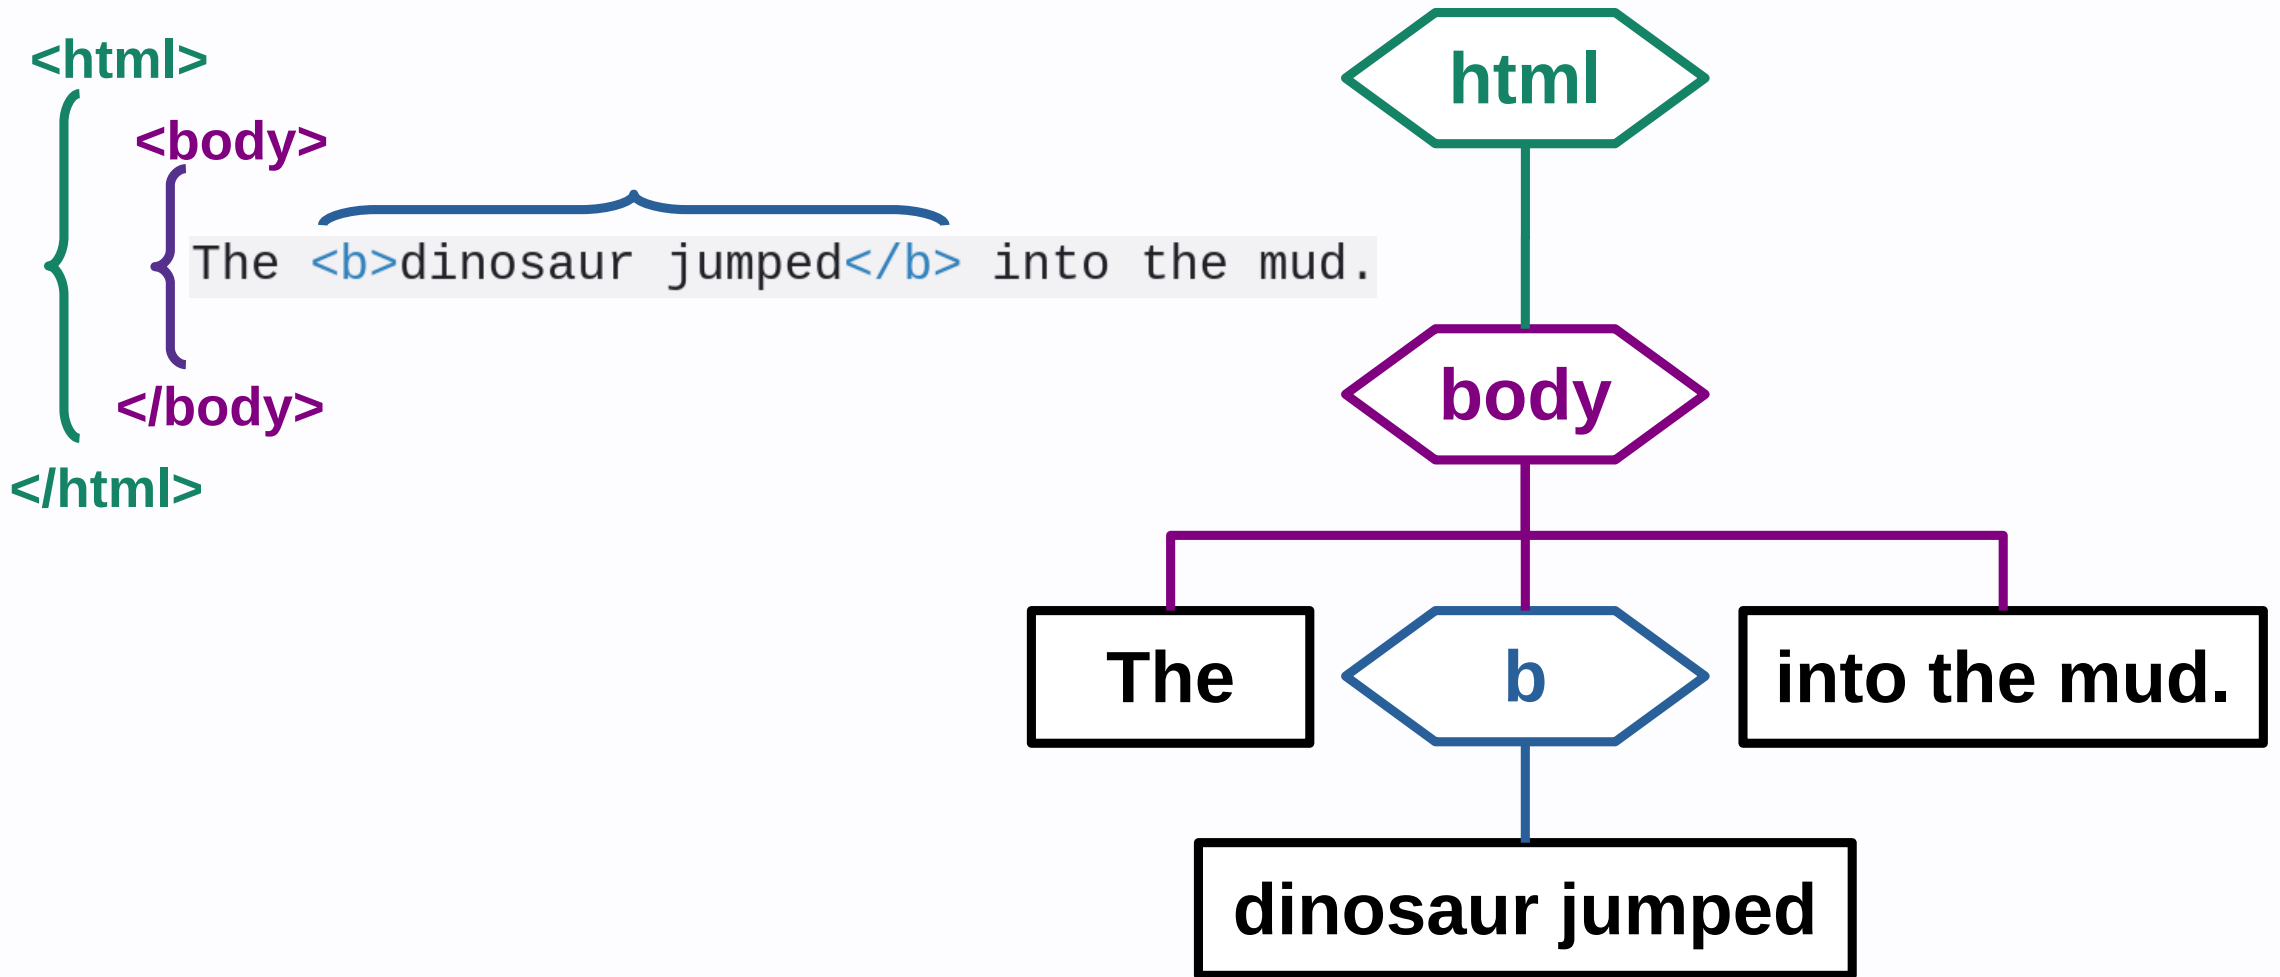 <html>
<body>
The <b>dinosaur jumped</b> into the mud.
</body>
</html>
html
body
The
b
into the mud.
dinosaur jumped